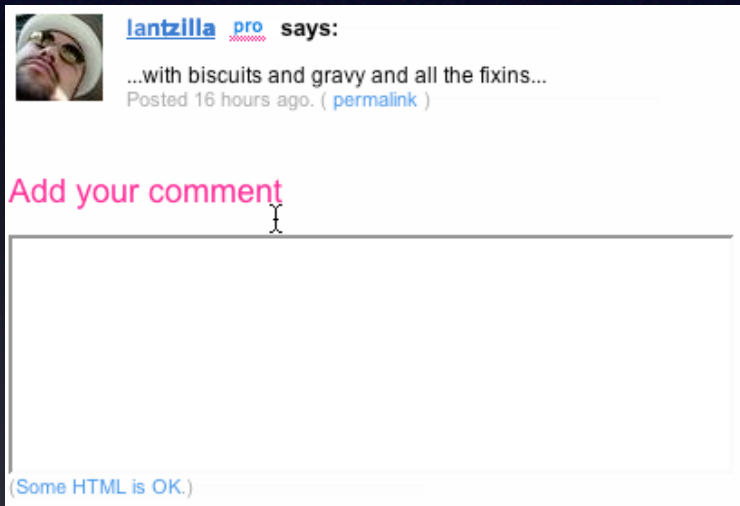 lantzilla pro says:
...with biscuits and gravy and all the fixins...
Posted 16 hours ago. ( permalink )
Add your comment
(Some HTML is OK.)